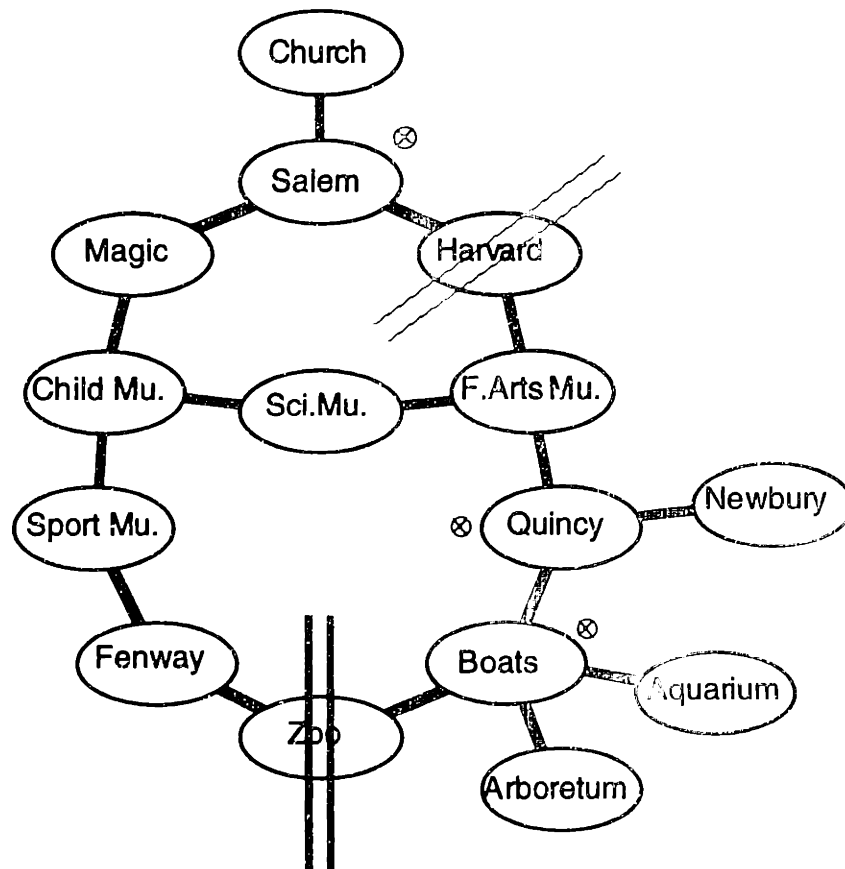 Church
Salem
Magic
Harvard
Child Mu.
Sci.Mu.
F.Arts Mu.
Sport Mu.
Quincy
Newbury
Fenway
Boats
Aquarium
Zoo
Arboretum